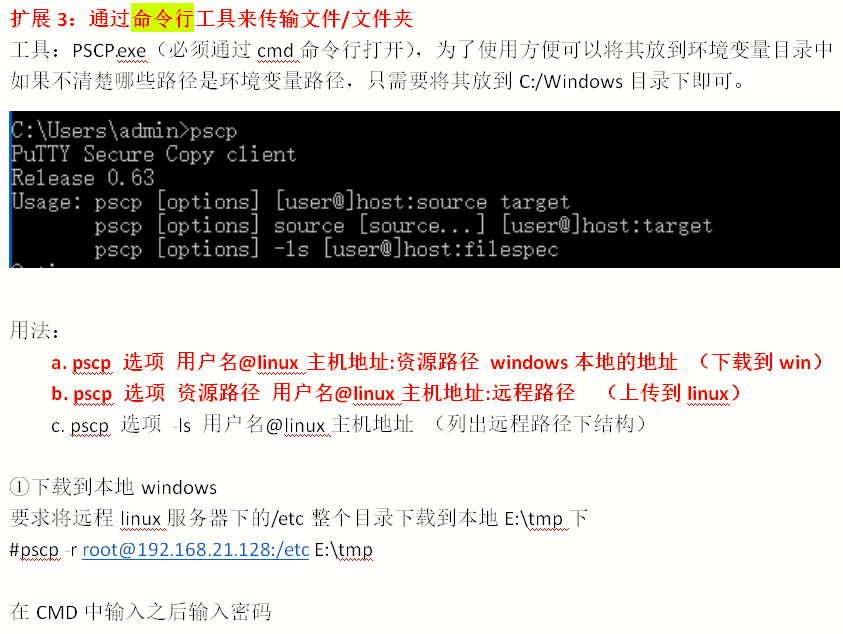 扩展 3：通过命令行工具来传输文件/文件夹
工具：PSCP.exe（必须通过 cmd 命令行打开），为了使用方便可以将其放到环境变量目录中
如果不清楚哪些路径是环境变量路径，只需要将其放到 C:/Windows 目录下即可。
C:\Users\admin>pscp
PuTTY Secure Copy client
Release 0.63
Usage: pscp [options] [user@]host:source target
pscp [options] source [source...] [user@]host:target
pscp [options] -ls [user@]host:filespec
用法：
a. pscp 选项 用户名@linux 主机地址:资源路径 windows 本地的地址 （下载到 win）
b. pscp 选项 资源路径 用户名@linux 主机地址:远程路径 （上传到 linux）
c. pscp 选项 -ls 用户名@linux 主机地址 （列出远程路径下结构）
①下载到本地 windows
要求将远程 linux 服务器下的/etc 整个目录下载到本地 E:\tmp 下
#pscp -r root@192.168.21.128:/etc E:\tmp
在 CMD 中输入之后输入密码